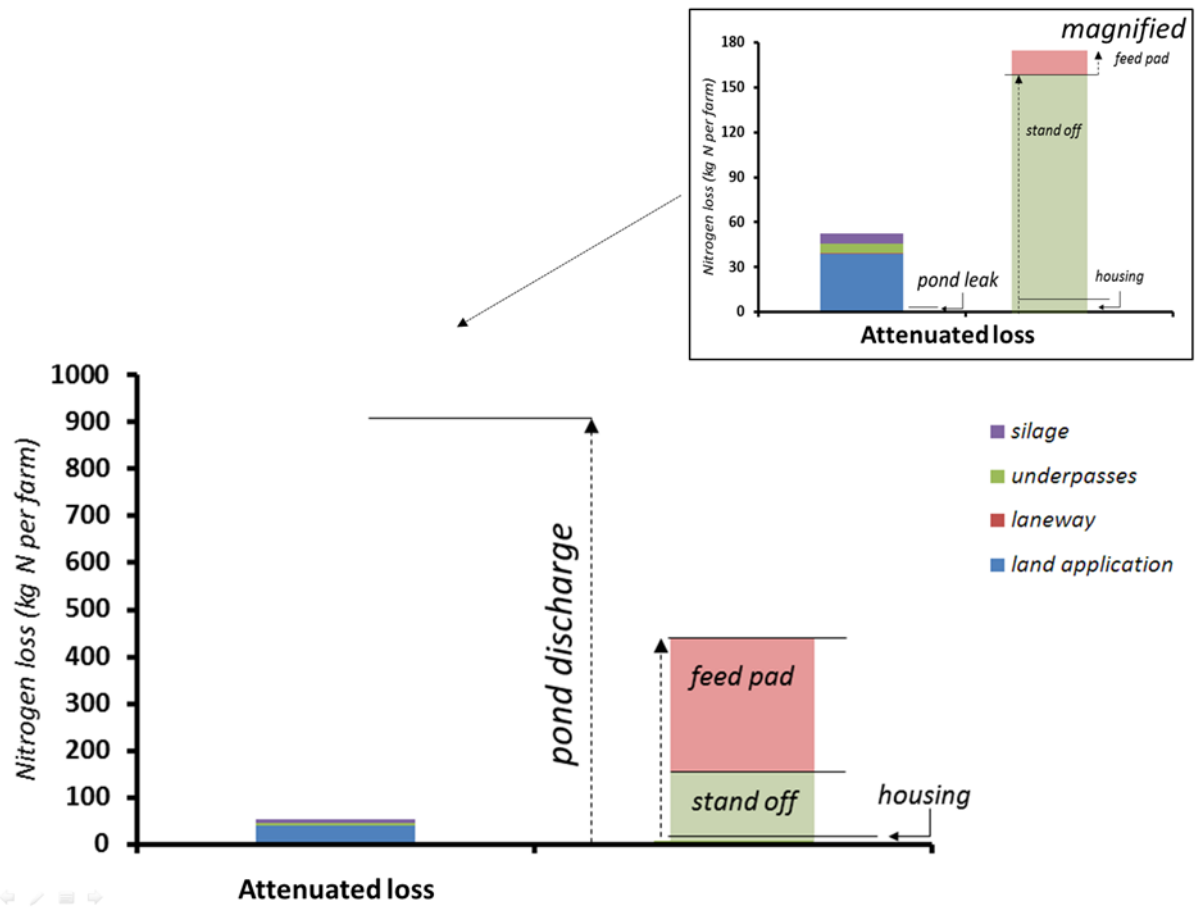 magnified
180
150
120
90
60
30
0
Nitrogen loss (kg N per farm)
feed pad
stand off
housing
pond leak
Attenuated loss
1000
900
800
700
600
500
400
300
200
100
0
Nitrogen loss (kg N per farm)
pond discharge
feed pad
stand off
housing
Attenuated loss
silage
underpasses
laneway
land application